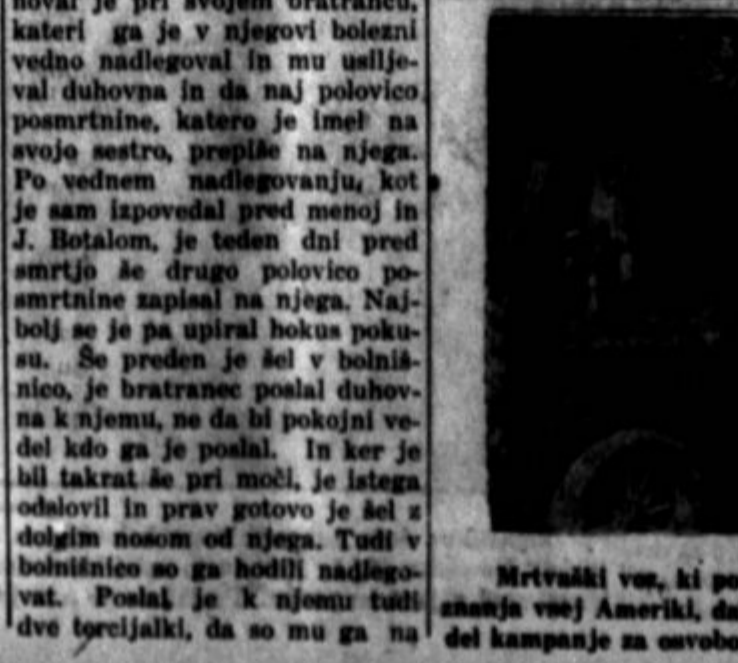 noval je pri svojem bratrancu,
kateri ga je v njegovi bolezni
vedno nadlegoval in mu usilje-
val duhovna in da naj polovico
posmrtnine, katero je imel na
svojo sestro, prepiše na njega.
Po vednem nadlegovanju, kot
je sam izpovedal pred menoj in
J. Botalom, je teden dni pred
smrtjo še drugo polovico po-
smrtnine zapisal na njega. Naj-
bolj se je pa upiral hokus poku-
su. Še preden je šel v bolniš-
nico, je bratranec poslal duhov-
na k njemu, ne da bi pokojni ve-
del kdo ga je poslal. In ker je
bil takrat še pri moči, je istega
odslovil in prav gotovo je šel z
dolgim nosom od njega. Tudi v
bolnišnico so ga hodili nadlego-
vat. Poslal je k njemu tudi
dve tercijalki, da so mu ga na
Mrtvaški voz, ki po
znanja vsej Ameriki, da
del kampanje za osvobo